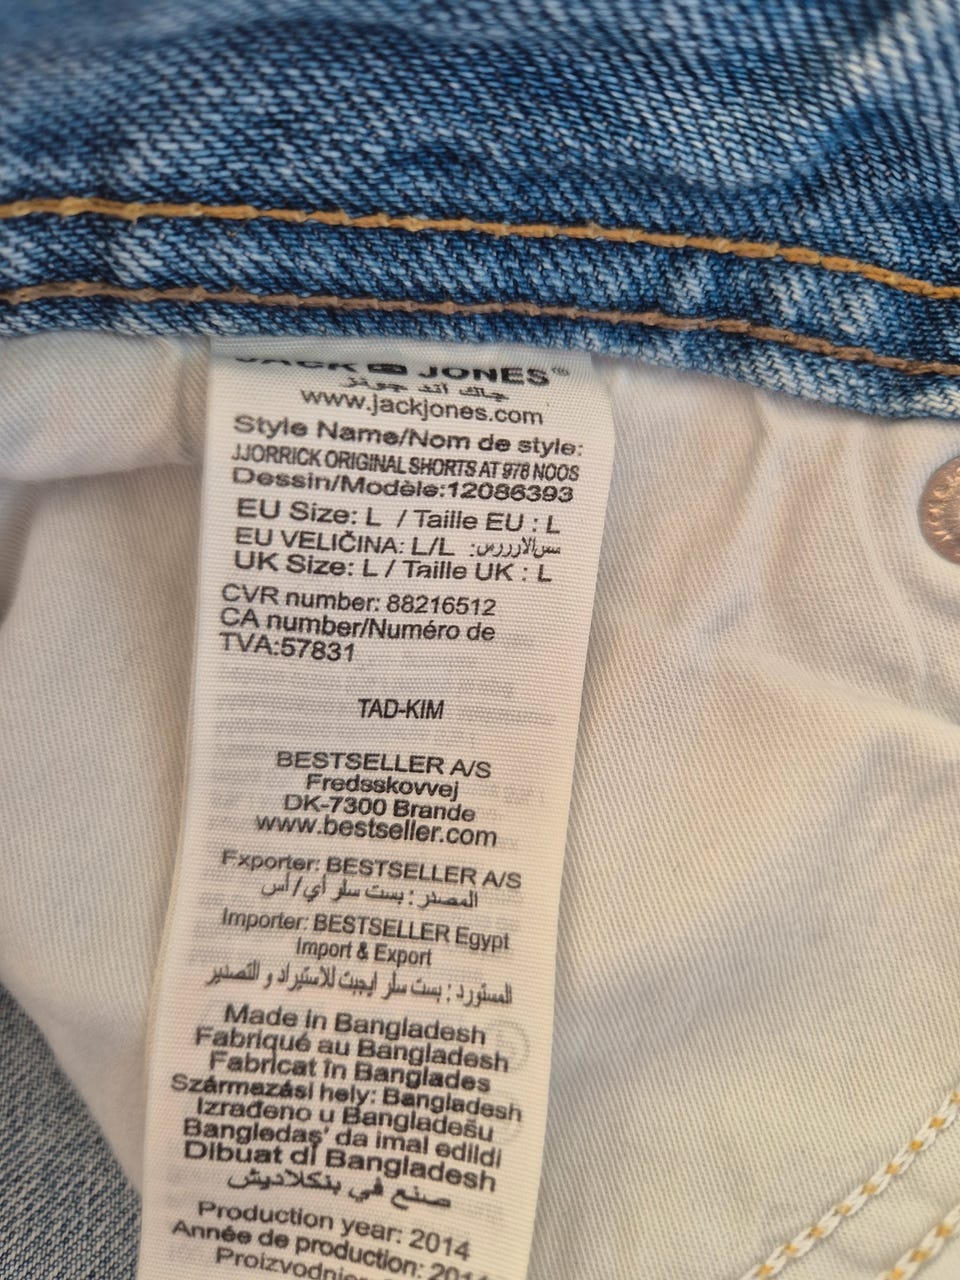 JACK & JONES®
جاك آند جونز
www.jackjones.com
Style Name/Nom de style:
JJORRICK ORIGINAL SHORTS AT 978 NOOS
Dessin/Modèle:12086393
EU Size: L / Taille EU : L
EU VELIČINA: L/L
UK Size: L / Taille UK : L
CVR number: 88216512
CA number/Numéro de
TVA:57831
TAD-KIM
BESTSELLER A/S
Fredsskovvej
DK-7300 Brande
www.bestseller.com
Exporter: BESTSELLER A/S
المصدر : بست سلر أي/أس
Importer: BESTSELLER Egypt
Import & Export
المستورد : بست سلر ايجبت للاستيراد و التصدير
Made in Bangladesh
Fabriqué au Bangladesh
Fabricat în Banglades
Származási hely: Bangladesh
Izrađeno u Bangladešu
Bangledaş' da imal edildi
Dibuat di Bangladesh
صنع في بنكلاديش
Production year: 2014
Année de production: 2014